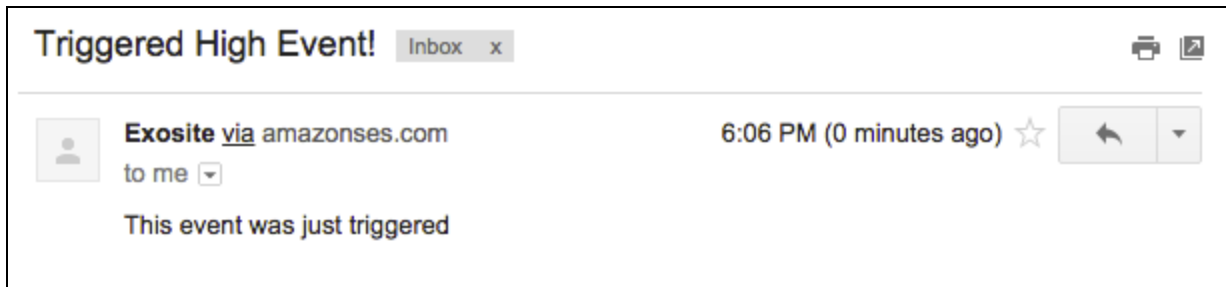 Triggered High Event! Inbox x
Exosite via amazonses.com 6:06 PM (0 minutes ago)
to me
This event was just triggered